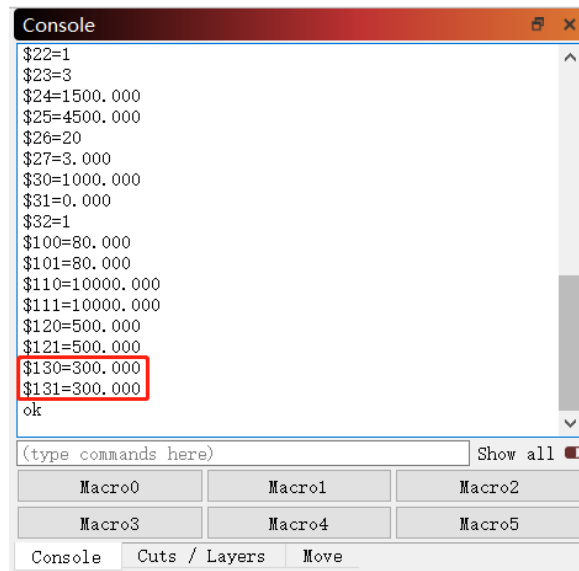 Console
$22=1
$23=3
$24=1500.000
$25=4500.000
$26=20
$27=3.000
$30=1000.000
$31=0.000
$32=1
$100=80.000
$101=80.000
$110=10000.000
$111=10000.000
$120=500.000
$121=500.000
$130=300.000
$131=300.000
ok
(type commands here) Show all
Macro0 Macro1 Macro2
Macro3 Macro4 Macro5
Console Cuts / Layers Move